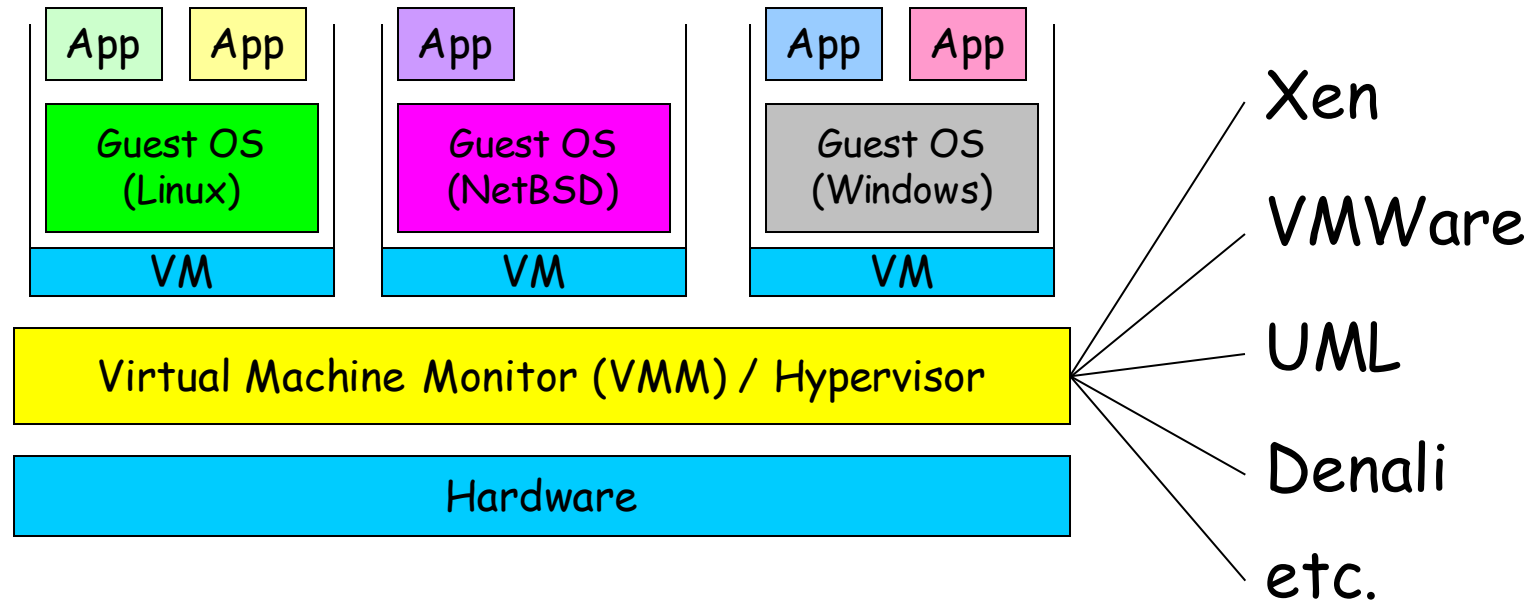 App App App App App
Guest OS Guest OS Guest OS
(Linux) (NetBSD) (Windows)
VM VM VM
Virtual Machine Monitor (VMM) / Hypervisor
Hardware
Xen
VMWare
UML
Denali
etc.